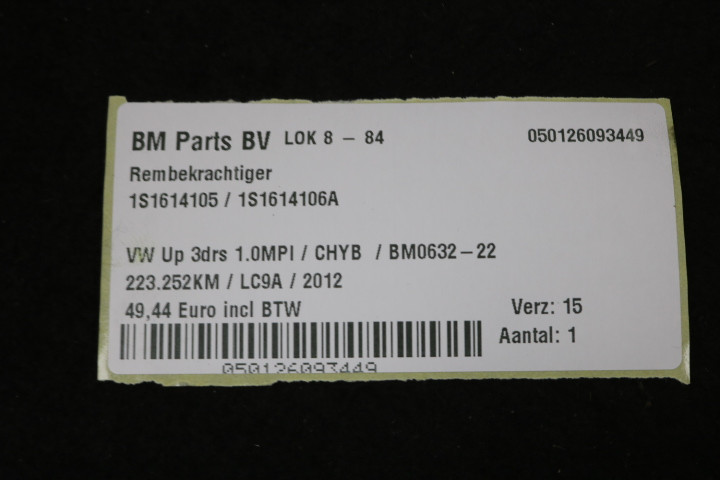 BM Parts BV LOK 8 - 84 050126093449
Rembekrachtiger
1S1614105 / 1S1614106A
VW Up 3drs 1.0MPI / CHYB / BM0632-22
223.252KM / LC9A / 2012
49,44 Euro incl BTW Verz: 15
Aantal: 1
050126093449